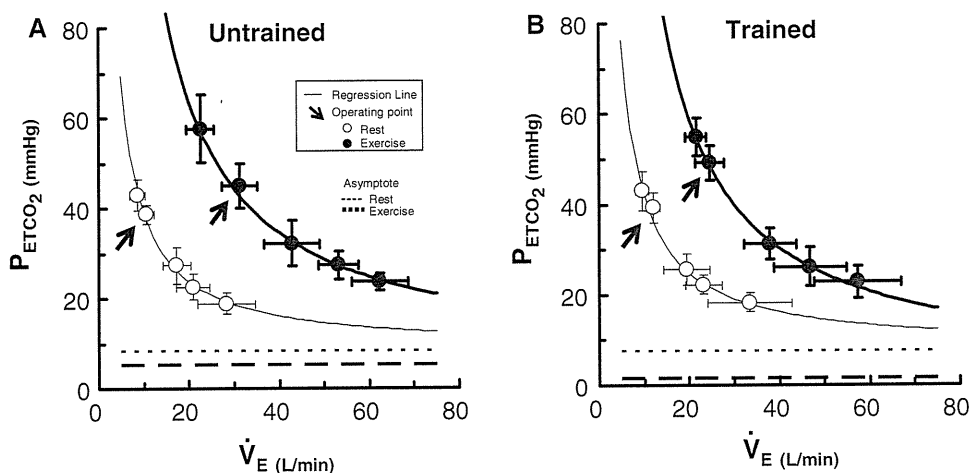 A
Untrained
80
60
40
20
0
PETCO2 (mmHg)
Regression Line
Operating point
Rest
Exercise
Asymptote
Rest
Exercise
0 20 40 60 80
V̇E (L/min)
B
Trained
80
60
40
20
0
PETCO2 (mmHg)
0 20 40 60 80
V̇E (L/min)